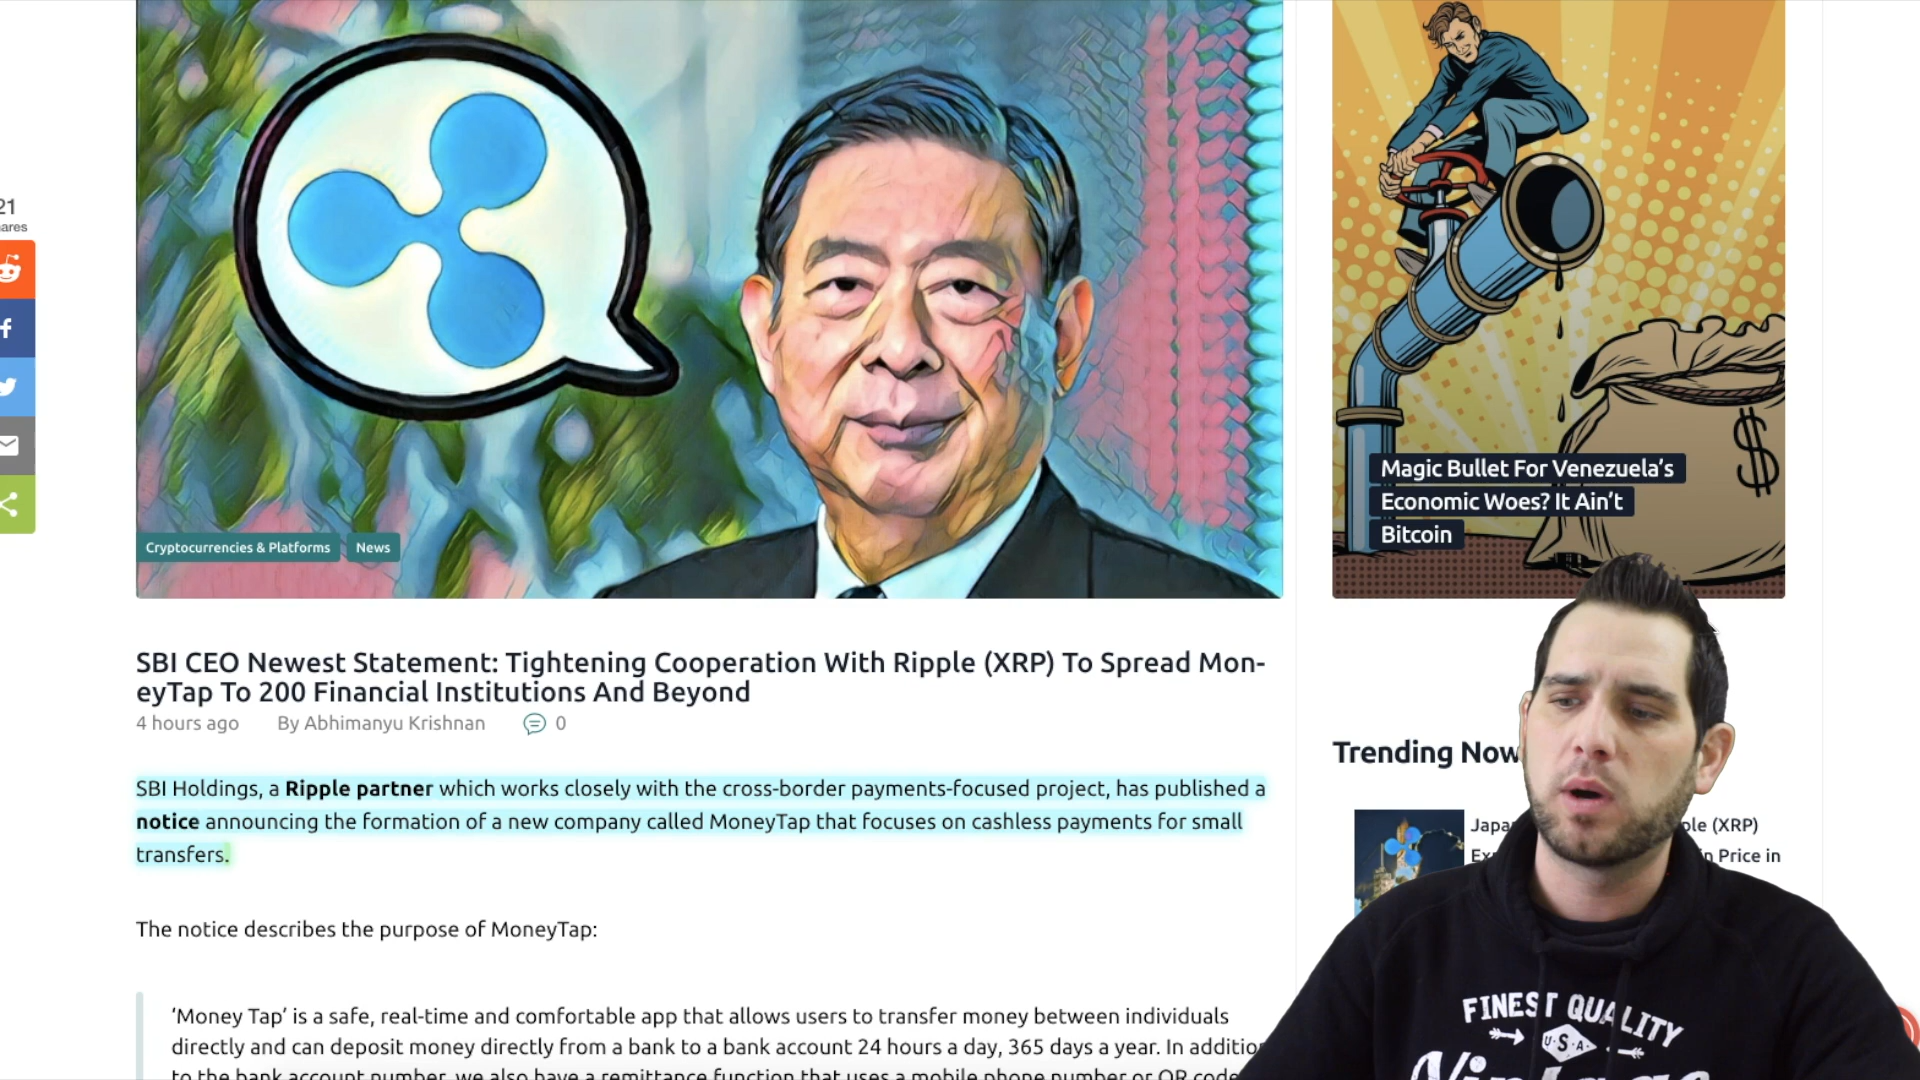 21
ares
Cryptocurrencies & Platforms
News
SBI CEO Newest Statement: Tightening Cooperation With Ripple (XRP) To Spread Mon-
eyTap To 200 Financial Institutions And Beyond
4 hours ago By Abhimanyu Krishnan 0
SBI Holdings, a Ripple partner which works closely with the cross-border payments-focused project, has published a
notice announcing the formation of a new company called MoneyTap that focuses on cashless payments for small
transfers.
The notice describes the purpose of MoneyTap:
‘Money Tap’ is a safe, real-time and comfortable app that allows users to transfer money between individuals
directly and can deposit money directly from a bank to a bank account 24 hours a day, 365 days a year. In addition
to the bank account number, we also have a remittance function that uses a mobile phone number or QR code
$
Magic Bullet For Venezuela’s
Economic Woes? It Ain’t
Bitcoin
Trending Now
(XRP)
Price in
FINEST QUALITY
U·S·A·
Vintage